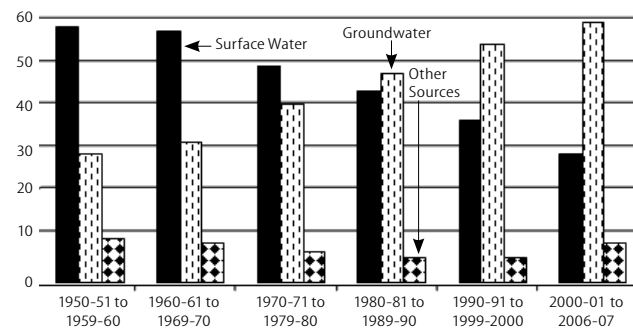 60
50
40
30
20
10
0
Surface Water
Groundwater
Other
Sources
1950-51 to
1959-60
1960-61 to
1969-70
1970-71 to
1979-80
1980-81 to
1989-90
1990-91 to
1999-2000
2000-01 to
2006-07